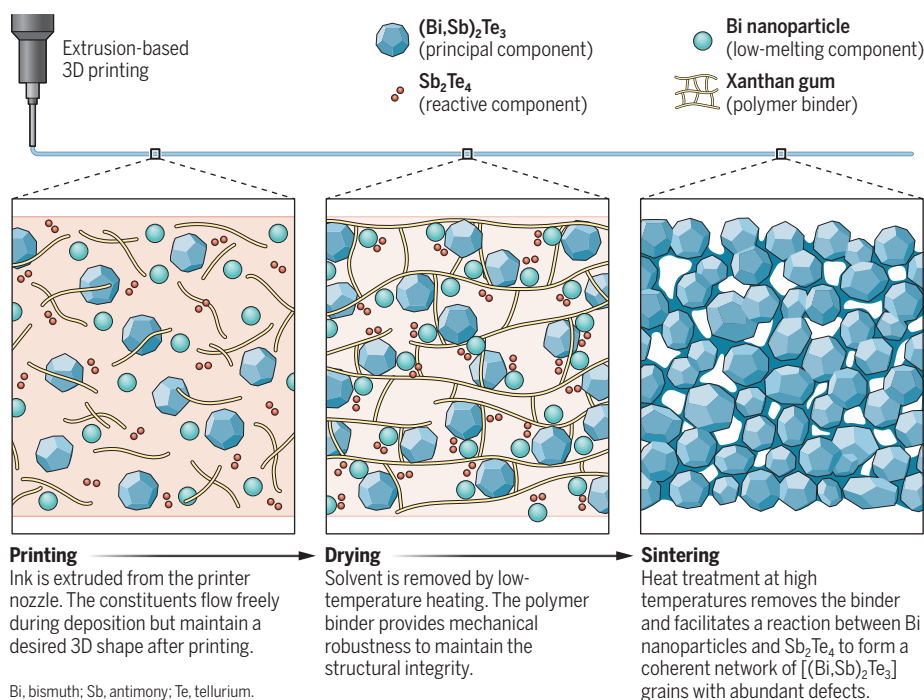 Extrusion-based
3D printing
(Bi,Sb)₂Te₃
(principal component)
Sb₂Te₄
(reactive component)
Bi nanoparticle
(low-melting component)
Xanthan gum
(polymer binder)
Printing
Ink is extruded from the printer
nozzle. The constituents flow freely
during deposition but maintain a
desired 3D shape after printing.
Drying
Solvent is removed by low-
temperature heating. The polymer
binder provides mechanical
robustness to maintain the
structural integrity.
Sintering
Heat treatment at high
temperatures removes the binder
and facilitates a reaction between Bi
nanoparticles and Sb₂Te₄ to form a
coherent network of [(Bi,Sb)₂Te₃]
grains with abundant defects.
Bi, bismuth; Sb, antimony; Te, tellurium.